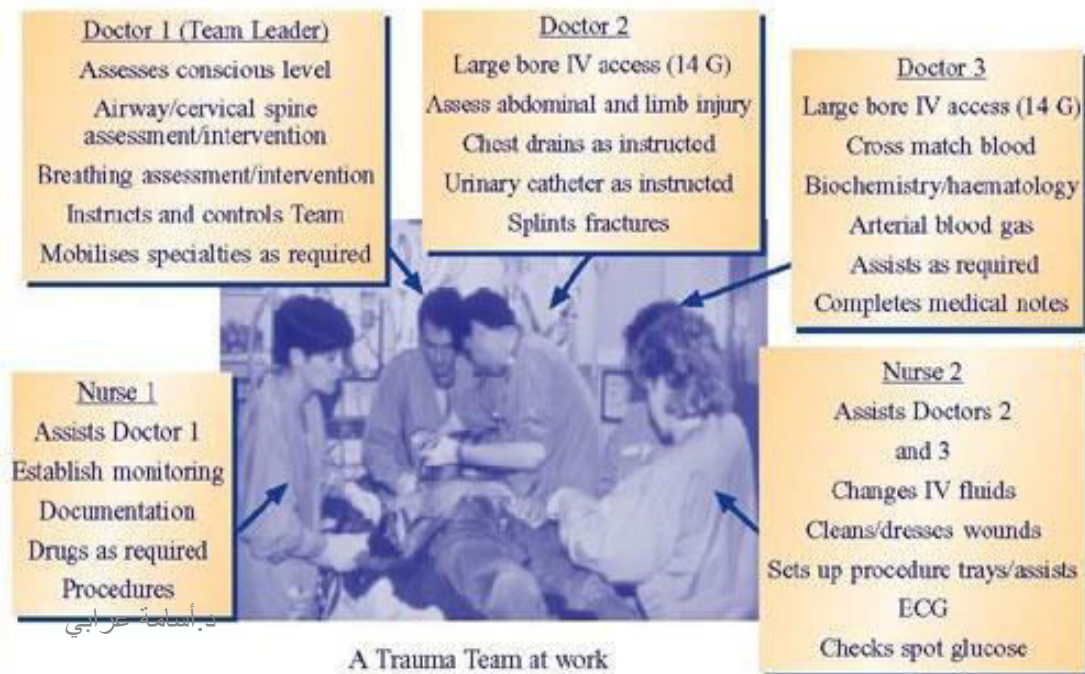 Doctor 1 (Team Leader)
Assesses conscious level
Airway/cervical spine
assessment/intervention
Breathing assessment/intervention
Instructs and controls Team
Mobilises specialties as required
Doctor 2
Large bore IV access (14 G)
Assess abdominal and limb injury
Chest drains as instructed
Urinary catheter as instructed
Splints fractures
Doctor 3
Large bore IV access (14 G)
Cross match blood
Biochemistry/haematology
Arterial blood gas
Assists as required
Completes medical notes
Nurse 1
Assists Doctor 1
Establish monitoring
Documentation
Drugs as required
Procedures
د.أسامة عرابي
Nurse 2
Assists Doctors 2
and 3
Changes IV fluids
Cleans/dresses wounds
Sets up procedure trays/assists
ECG
Checks spot glucose
A Trauma Team at work